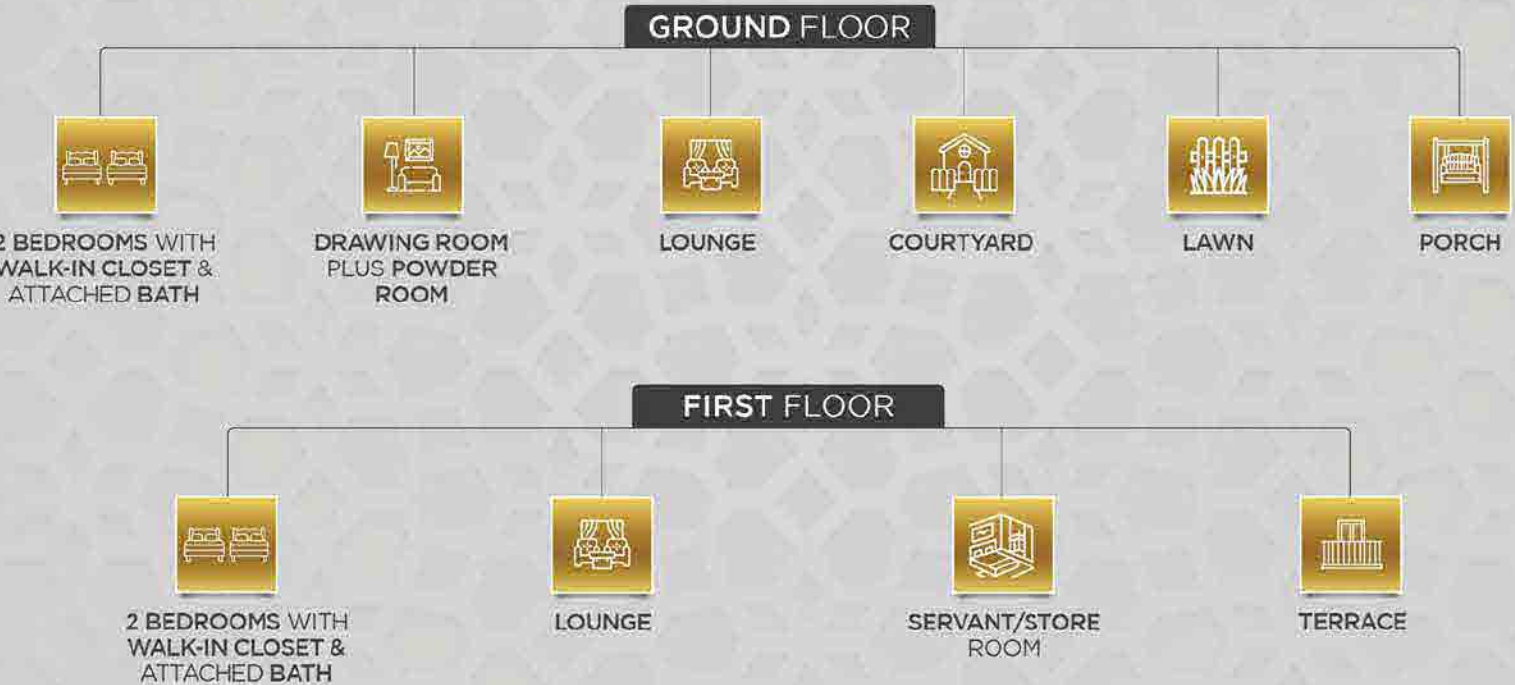 GROUND FLOOR
2 BEDROOMS WITH
WALK-IN CLOSET &
ATTACHED BATH
DRAWING ROOM
PLUS POWDER
ROOM
LOUNGE
COURTYARD
LAWN
PORCH
FIRST FLOOR
2 BEDROOMS WITH
WALK-IN CLOSET &
ATTACHED BATH
LOUNGE
SERVANT/STORE
ROOM
TERRACE